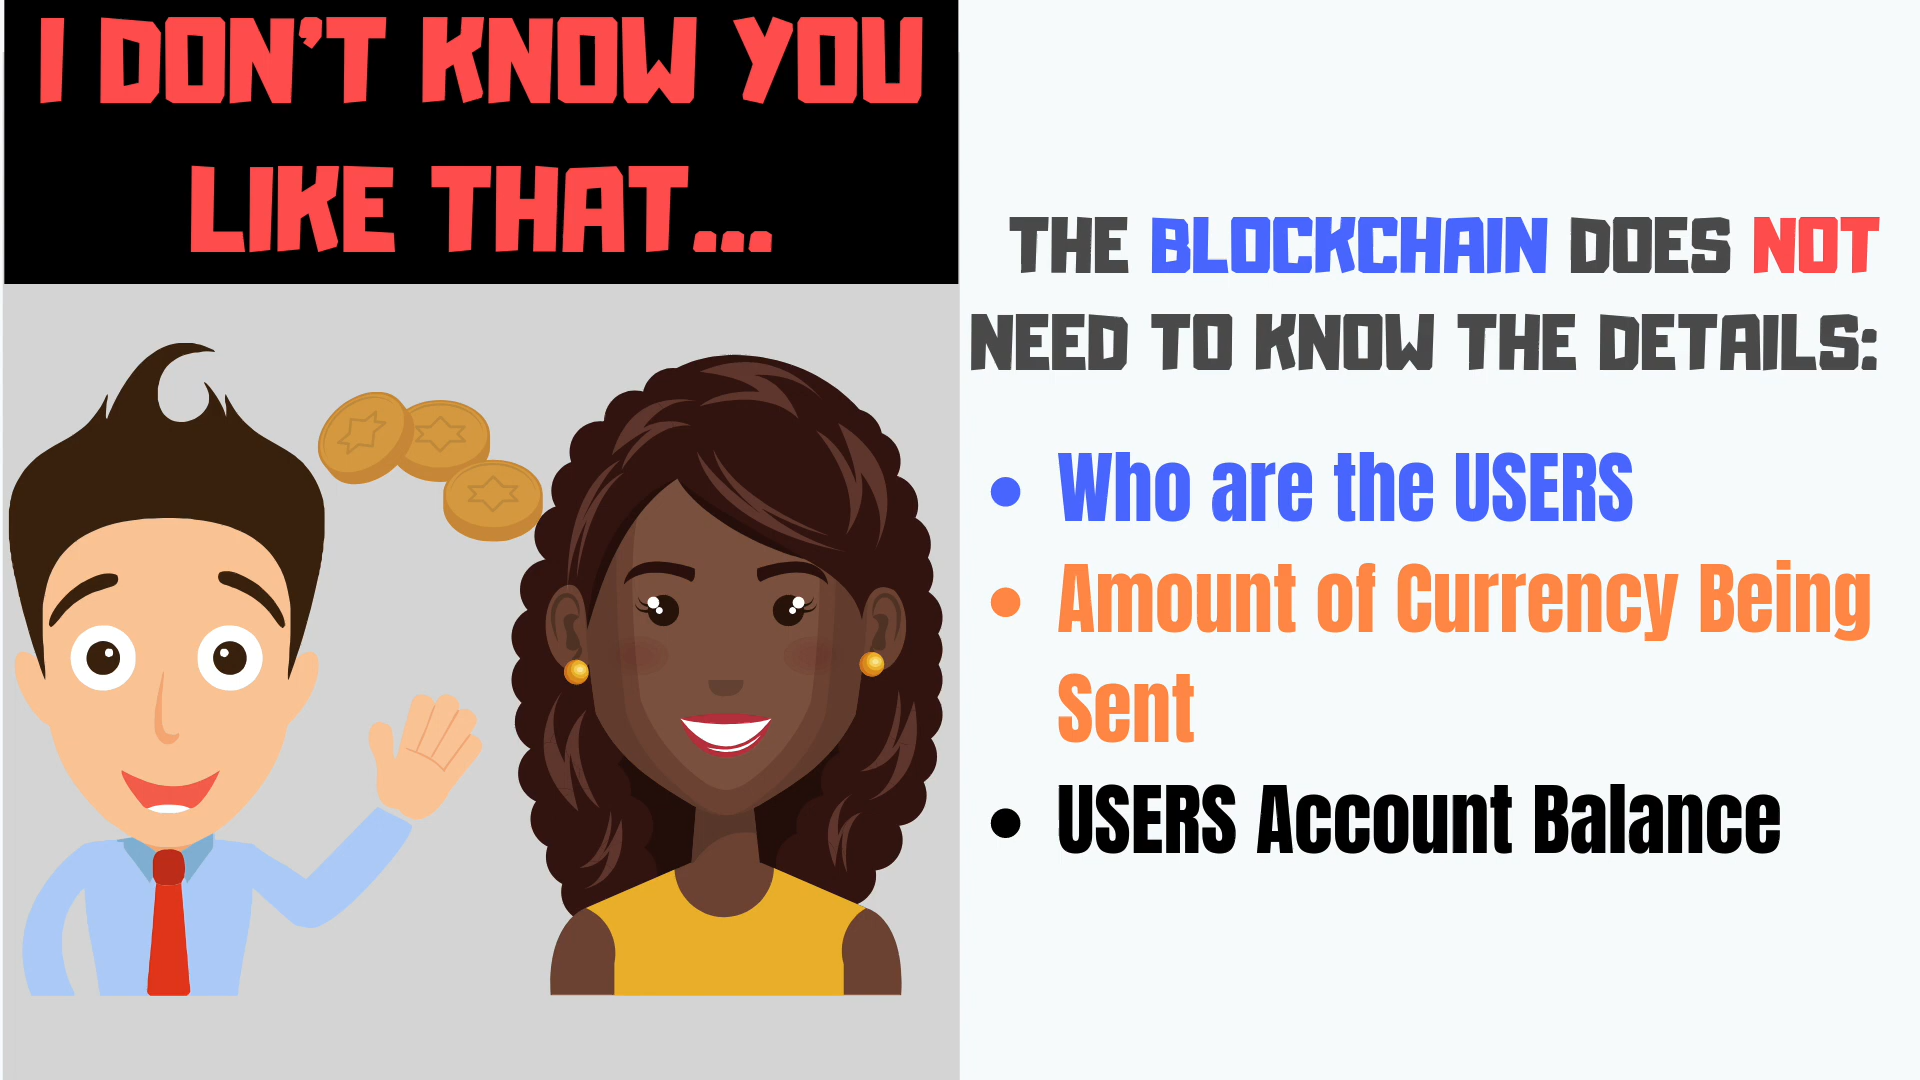 I DON'T KNOW YOU
LIKE THAT...
THE BLOCKCHAIN DOES NOT
NEED TO KNOW THE DETAILS:
• Who are the USERS
• Amount of Currency Being
Sent
• USERS Account Balance